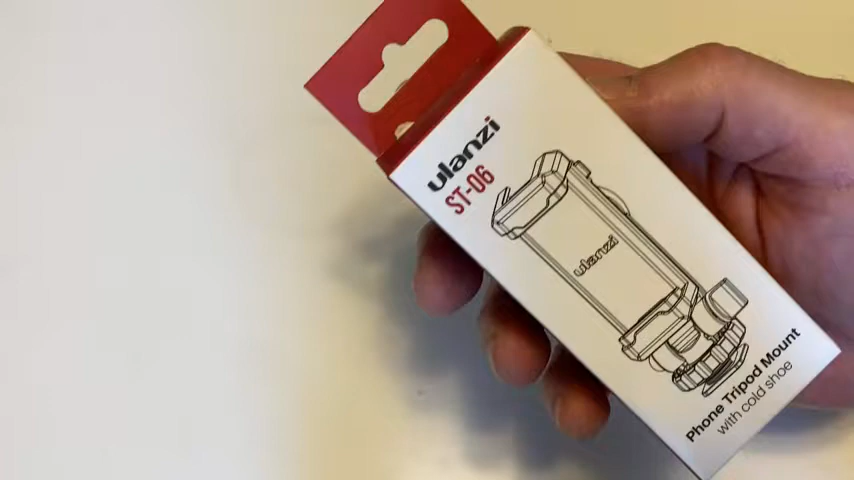 ulanzi
ST-06
ulanzi
Phone Tripod Mount
with cold shoe